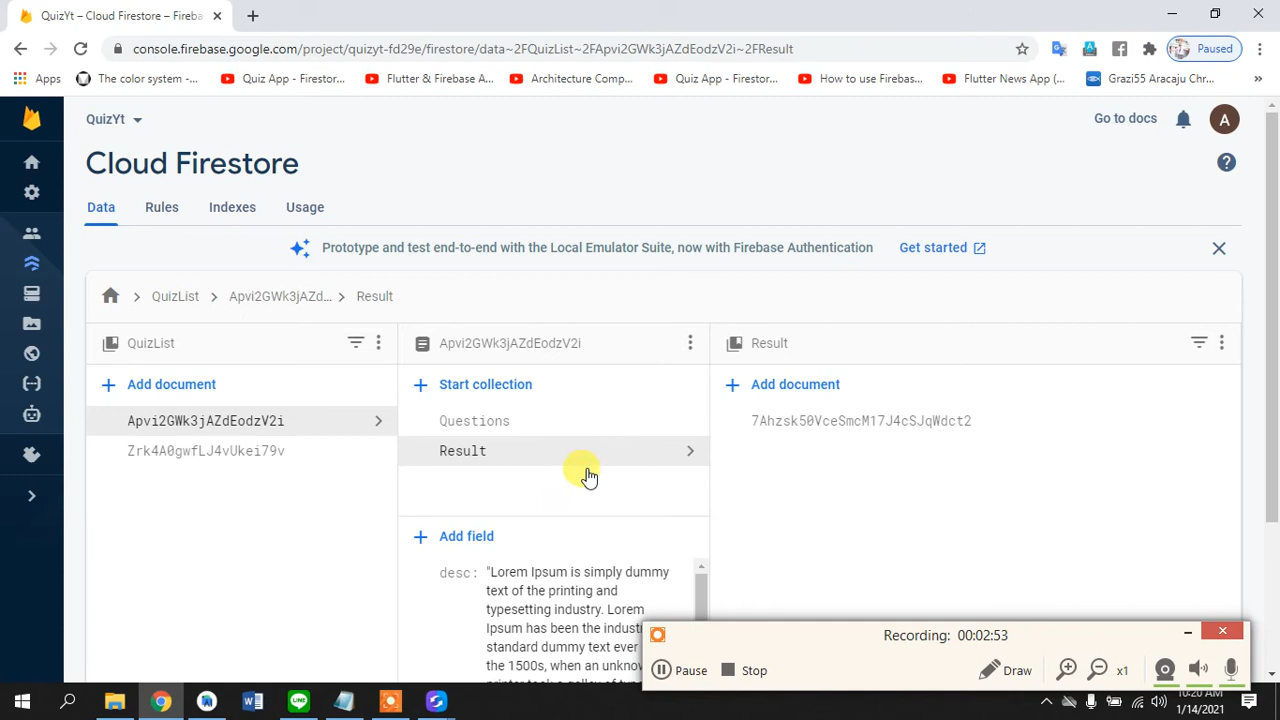 QuizYt – Cloud Firestore – Fireba
console.firebase.google.com/project/quizyt-fd29e/firestore/data~2FQuizList~2FApvi2GWk3jAZdEodzV2i~2FResult
Paused
Apps
The color system -...
Quiz App - Firestor...
Flutter & Firebase A...
Architecture Comp...
Quiz App - Firestor...
How to use Firebas...
Flutter News App (...
Grazi55 Aracaju Chr...
»
QuizYt
Go to docs
A
Cloud Firestore
Data
Rules
Indexes
Usage
Prototype and test end-to-end with the Local Emulator Suite, now with Firebase Authentication
Get started
QuizList > Apvi2GWk3jAZd... > Result
QuizList
Apvi2GWk3jAZdEodzV2i
Result
+ Add document
+ Start collection
+ Add document
Apvi2GWk3jAZdEodzV2i
Questions
7Ahzsk50VceSmcM17J4cSJqWdct2
Zrk4A0gwfLJ4vUkei79v
Result
+ Add field
desc: "Lorem Ipsum is simply dummy
text of the printing and
typesetting industry. Lorem
Ipsum has been the indust
standard dummy text ever
the 1500s, when an unknow
Recording: 00:02:53
Pause
Stop
Draw
x1
10:20 AM
1/14/2021